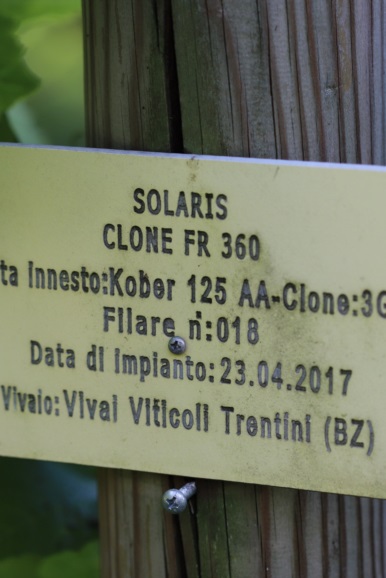 SOLARIS
CLONE FR 360
ta innesto:Kober 125 AA-Clone:3G
Filare n:018
Data di impianto:23.04.2017
Vivaio:Vivai Viticoli Trentini (BZ)